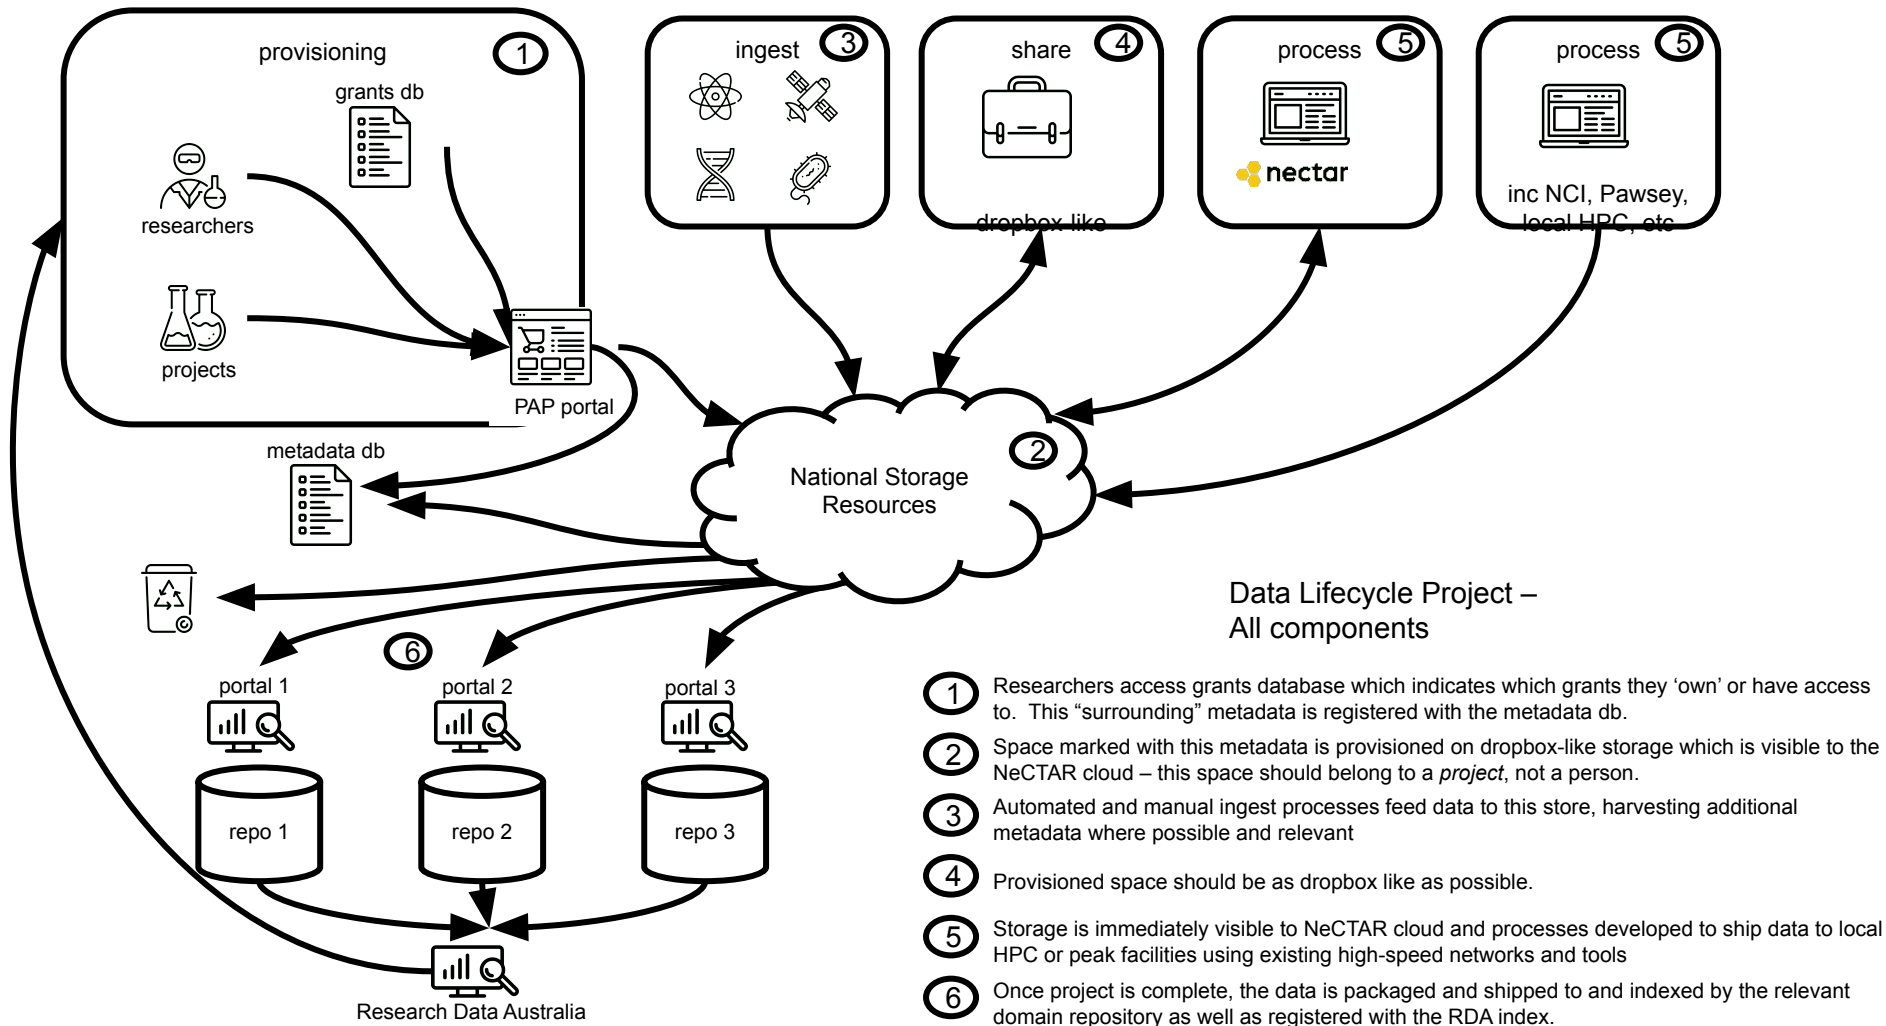 provisioning
1
grants db
researchers
projects
PAP portal
ingest
3
share
4
dropbox-like
process
5
nectar
process
5
inc NCI, Pawsey,
local HPC, etc
metadata db
National Storage
Resources
2
6
portal 1
portal 2
portal 3
repo 1
repo 2
repo 3
Research Data Australia
Data Lifecycle Project –
All components
1
Researchers access grants database which indicates which grants they ‘own’ or have access
to. This “surrounding” metadata is registered with the metadata db.
2
Space marked with this metadata is provisioned on dropbox-like storage which is visible to the
NeCTAR cloud – this space should belong to a project, not a person.
3
Automated and manual ingest processes feed data to this store, harvesting additional
metadata where possible and relevant
4
Provisioned space should be as dropbox like as possible.
5
Storage is immediately visible to NeCTAR cloud and processes developed to ship data to local
HPC or peak facilities using existing high-speed networks and tools
6
Once project is complete, the data is packaged and shipped to and indexed by the relevant
domain repository as well as registered with the RDA index.